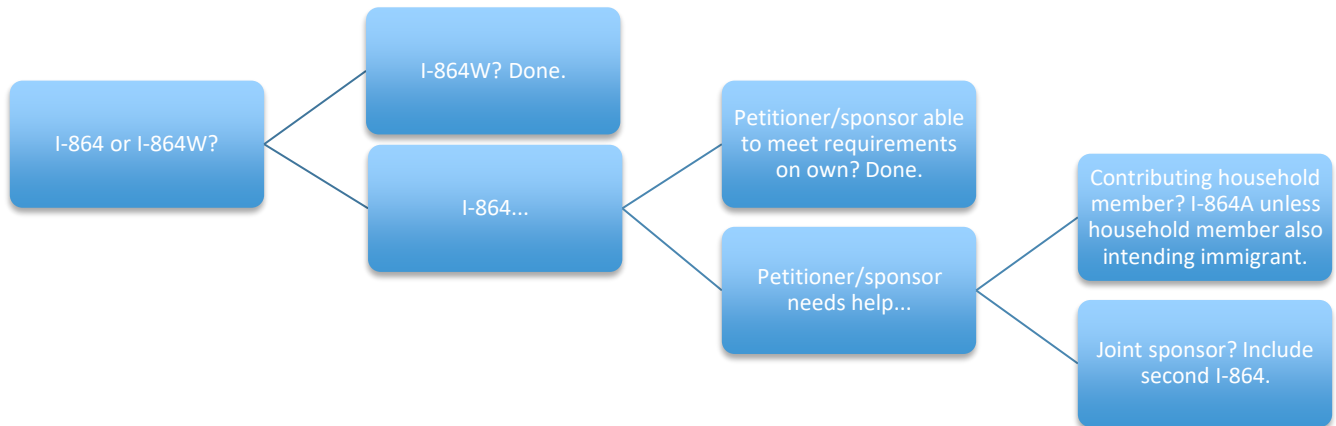 I-864 or I-864W?
I-864W? Done.
I-864...
Petitioner/sponsor able
to meet requirements
on own? Done.
Petitioner/sponsor
needs help...
Contributing household
member? I-864A unless
household member also
intending immigrant.
Joint sponsor? Include
second I-864.